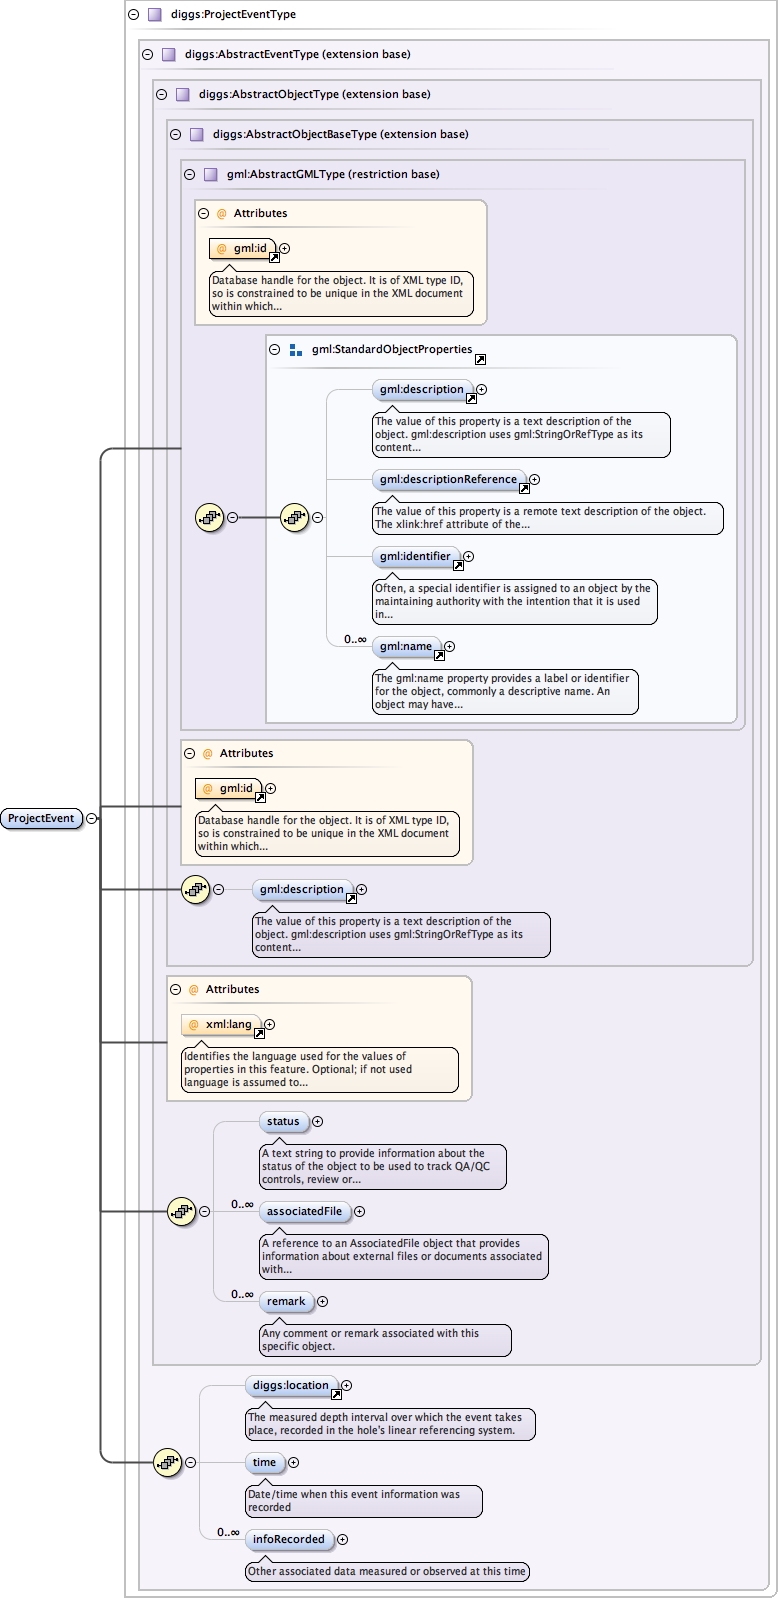 diggs:ProjectEventType
diggs:AbstractEventType (extension base)
diggs:AbstractObjectType (extension base)
diggs:AbstractObjectBaseType (extension base)
gml:AbstractGMLType (restriction base)
@ Attributes
@ gml:id
Database handle for the object. It is of XML type ID,
so is constrained to be unique in the XML document
within which...
gml:StandardObjectProperties
gml:description
The value of this property is a text description of the
object. gml:description uses gml:StringOrRefType as its
content...
gml:descriptionReference
The value of this property is a remote text description of the object.
The xlink:href attribute of the...
gml:identifier
Often, a special identifier is assigned to an object by the
maintaining authority with the intention that it is used
in...
0..∞
gml:name
The gml:name property provides a label or identifier
for the object, commonly a descriptive name. An
object may have...
@ Attributes
@ gml:id
Database handle for the object. It is of XML type ID,
so is constrained to be unique in the XML document
within which...
ProjectEvent
gml:description
The value of this property is a text description of the
object. gml:description uses gml:StringOrRefType as its
content...
@ Attributes
@ xml:lang
Identifies the language used for the values of
properties in this feature. Optional; if not used
language is assumed to...
status
A text string to provide information about the
status of the object to be used to track QA/QC
controls, review or...
0..∞
associatedFile
A reference to an AssociatedFile object that provides
information about external files or documents associated
with...
0..∞
remark
Any comment or remark associated with this
specific object.
diggs:location
The measured depth interval over which the event takes
place, recorded in the hole's linear referencing system.
time
Date/time when this event information was
recorded
0..∞
infoRecorded
Other associated data measured or observed at this time